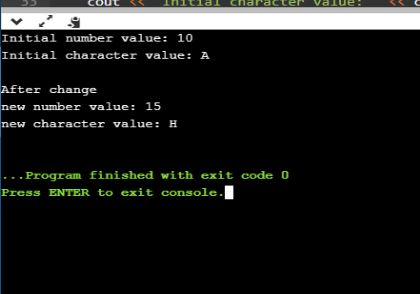 33 cout << "Initial character value: " <<
Initial number value: 10
Initial character value: A
After change
new number value: 15
new character value: H
...Program finished with exit code 0
Press ENTER to exit console.